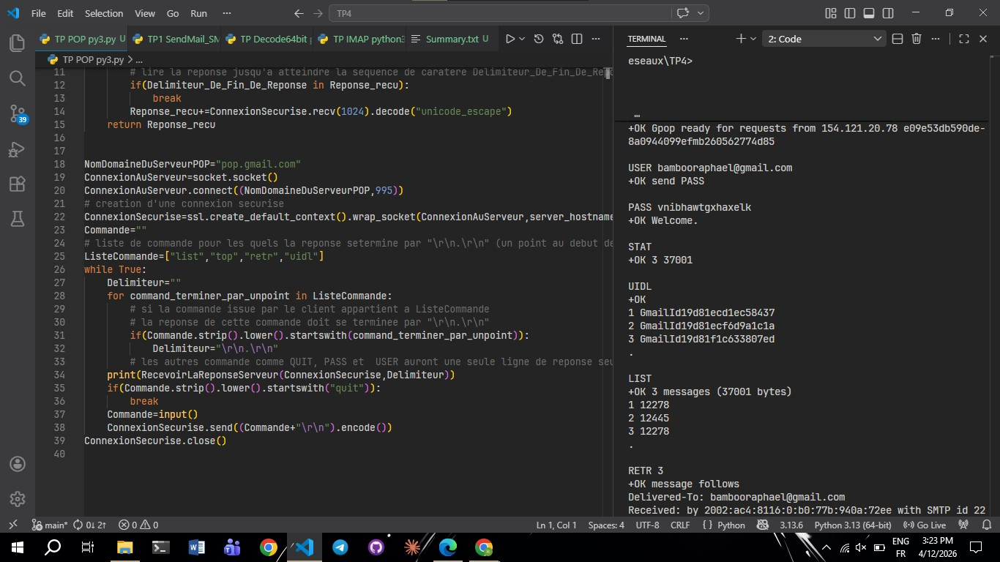 File Edit Selection View Go Run ··· TP4
TP POP py3.py U TP1 SendMail_SM TP Decode64bit TP IMAP python3 Summary.txt U
TP POP py3.py > ...
11 # lire la reponse jusqu'a atteindre la sequence de caratere Delimiteur_De_Fin_De_Repo
12 if(Delimiteur_De_Fin_De_Reponse in Reponse_recu):
13 break
14 Reponse_recu+=ConnexionSecurise.recv(1024).decode("unicode_escape")
15 return Reponse_recu
16
17
18 NomDomaineDuServeurPOP="pop.gmail.com"
19 ConnexionAuServeur=socket.socket()
20 ConnexionAuServeur.connect((NomDomaineDuServeurPOP,995))
21 # creation d'une connexion securise
22 ConnexionSecurise=ssl.create_default_context().wrap_socket(ConnexionAuServeur,server_hostname
23 Commande=""
24 # liste de commande pour les quels la reponse setermine par "\r\n.\r\n" (un point au debut de
25 ListeCommande=["list","top","retr","uidl"]
26 while True:
27 Delimiteur=""
28 for command_terminer_par_unpoint in ListeCommande:
29 # si la commande issue par le client appartient a ListeCommande
30 # la reponse de cette commande doit se terminee par "\r\n.\r\n"
31 if(Commande.strip().lower().startswith(command_terminer_par_unpoint)):
32 Delimiteur="\r\n.\r\n"
33 # les autres commande comme QUIT, PASS et  USER auront une seule ligne de reponse seu
34 print(RecevoirLaReponseServeur(ConnexionSecurise,Delimiteur))
35 if(Commande.strip().lower().startswith("quit")):
36 break
37 Commande=input()
38 ConnexionSecurise.send((Commande+"\r\n").encode())
39 ConnexionSecurise.close()
40
TERMINAL ··· 2: Code
eseaux\TP4>
…
+OK Gpop ready for requests from 154.121.20.78 e09e53db590de-
8a0944099efmb260562774d85
USER bambooraphael@gmail.com
+OK send PASS
PASS vnibhawtgxhaxelk
+OK Welcome.
STAT
+OK 3 37001
UIDL
+OK
1 GmailId19d81ecd1ec58437
2 GmailId19d81ecf6d9a1c1a
3 GmailId19d81f1c633807ed
.
LIST
+OK 3 messages (37001 bytes)
1 12278
2 12445
3 12278
.
RETR 3
+OK message follows
Delivered-To: bambooraphael@gmail.com
Received: by 2002:ac4:8116:0:b0:77b:940a:72ee with SMTP id 22
39
main* 0↓ 2↑ 0 0 Ln 1, Col 1 Spaces: 4 UTF-8 CRLF { } Python 3.13.6 Python 3.13 (64-bit) Go Live
ENG 3:23 PM
FR 4/12/2026